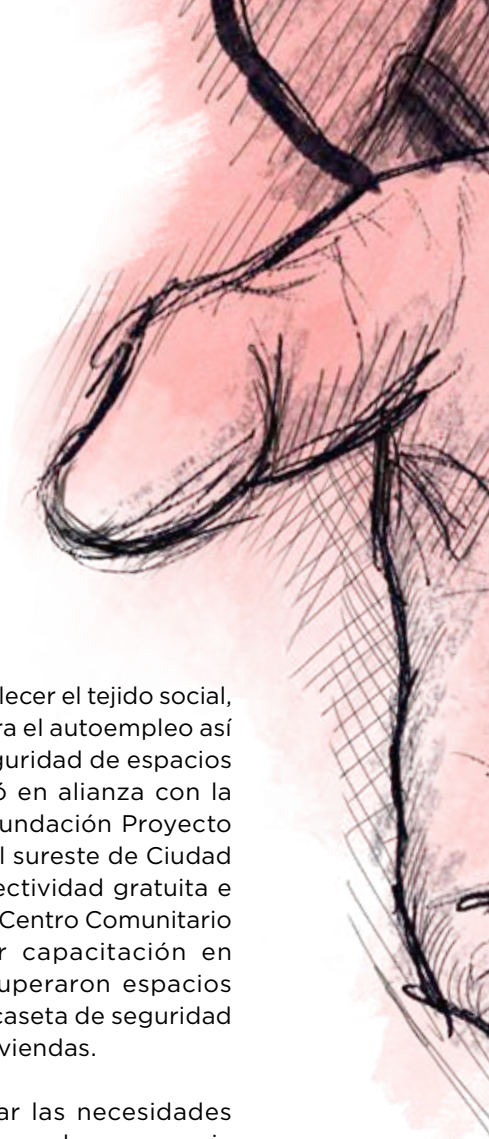 lecer el tejido social,
ra el autoempleo así
guridad de espacios
ó en alianza con la
undación Proyecto
l sureste de Ciudad
ectividad gratuita e
Centro Comunitario
r capacitación en
uperaron espacios
caseta de seguridad
viendas.
ar las necesidades